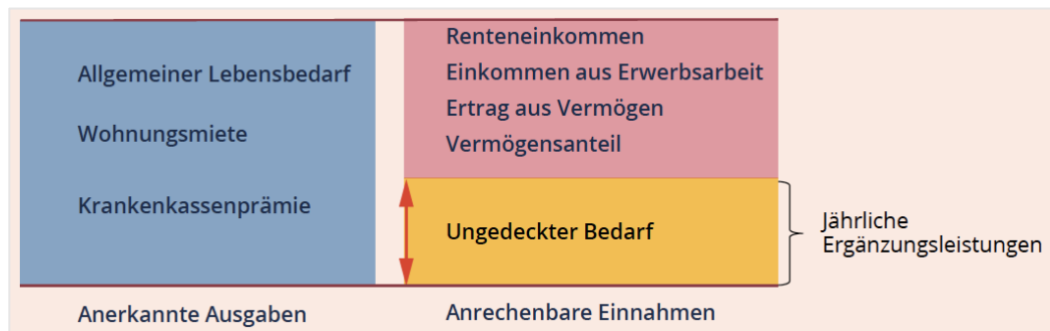 Allgemeiner Lebensbedarf
Wohnungsmiete
Krankenkassenprämie
Anerkannte Ausgaben
Renteneinkommen
Einkommen aus Erwerbsarbeit
Ertrag aus Vermögen
Vermögensanteil
Ungedeckter Bedarf
Anrechenbare Einnahmen
Jährliche
Ergänzungsleistungen